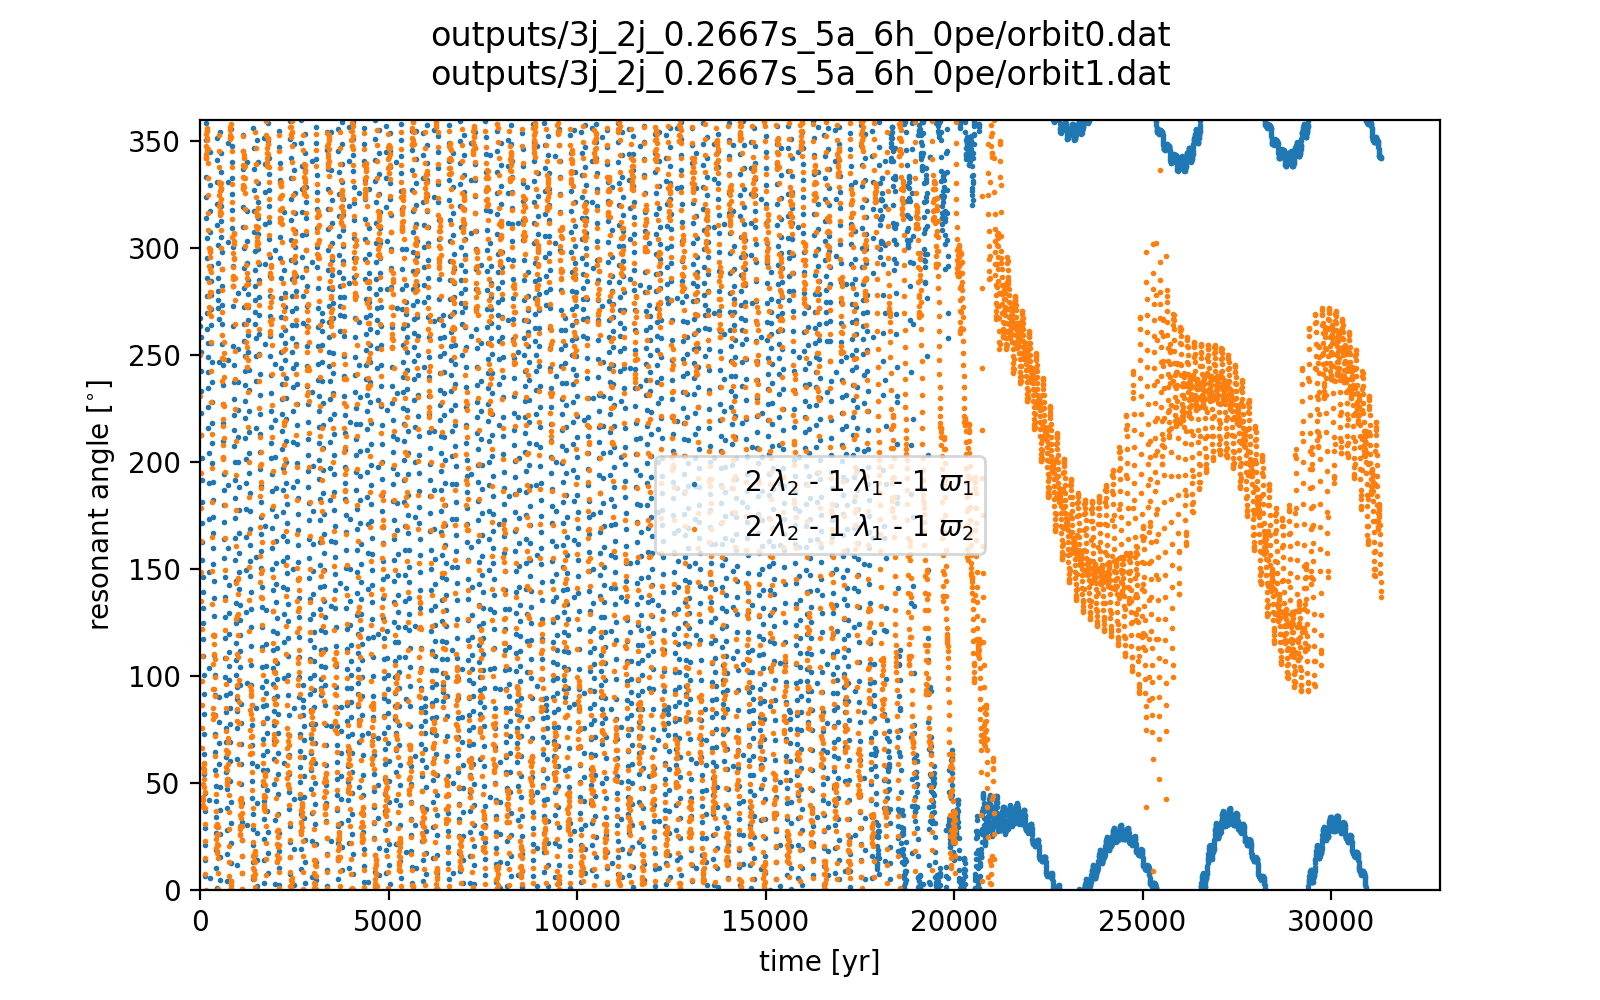 outputs/3j_2j_0.2667s_5a_6h_0pe/orbit0.dat
outputs/3j_2j_0.2667s_5a_6h_0pe/orbit1.dat
350
300
250
200
150
100
50
0
resonant angle [°]
2 λ₂ - 1 λ₁ - 1 ϖ₁
2 λ₂ - 1 λ₁ - 1 ϖ₂
0 5000 10000 15000 20000 25000 30000
time [yr]